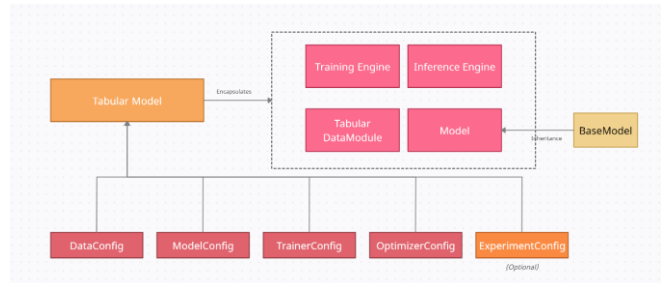 Training Engine
Inference Engine
Tabular Model
Encapsulates
Tabular
DataModule
Model
Inheritance
BaseModel
DataConfig
ModelConfig
TrainerConfig
OptimizerConfig
ExperimentConfig
(Optional)